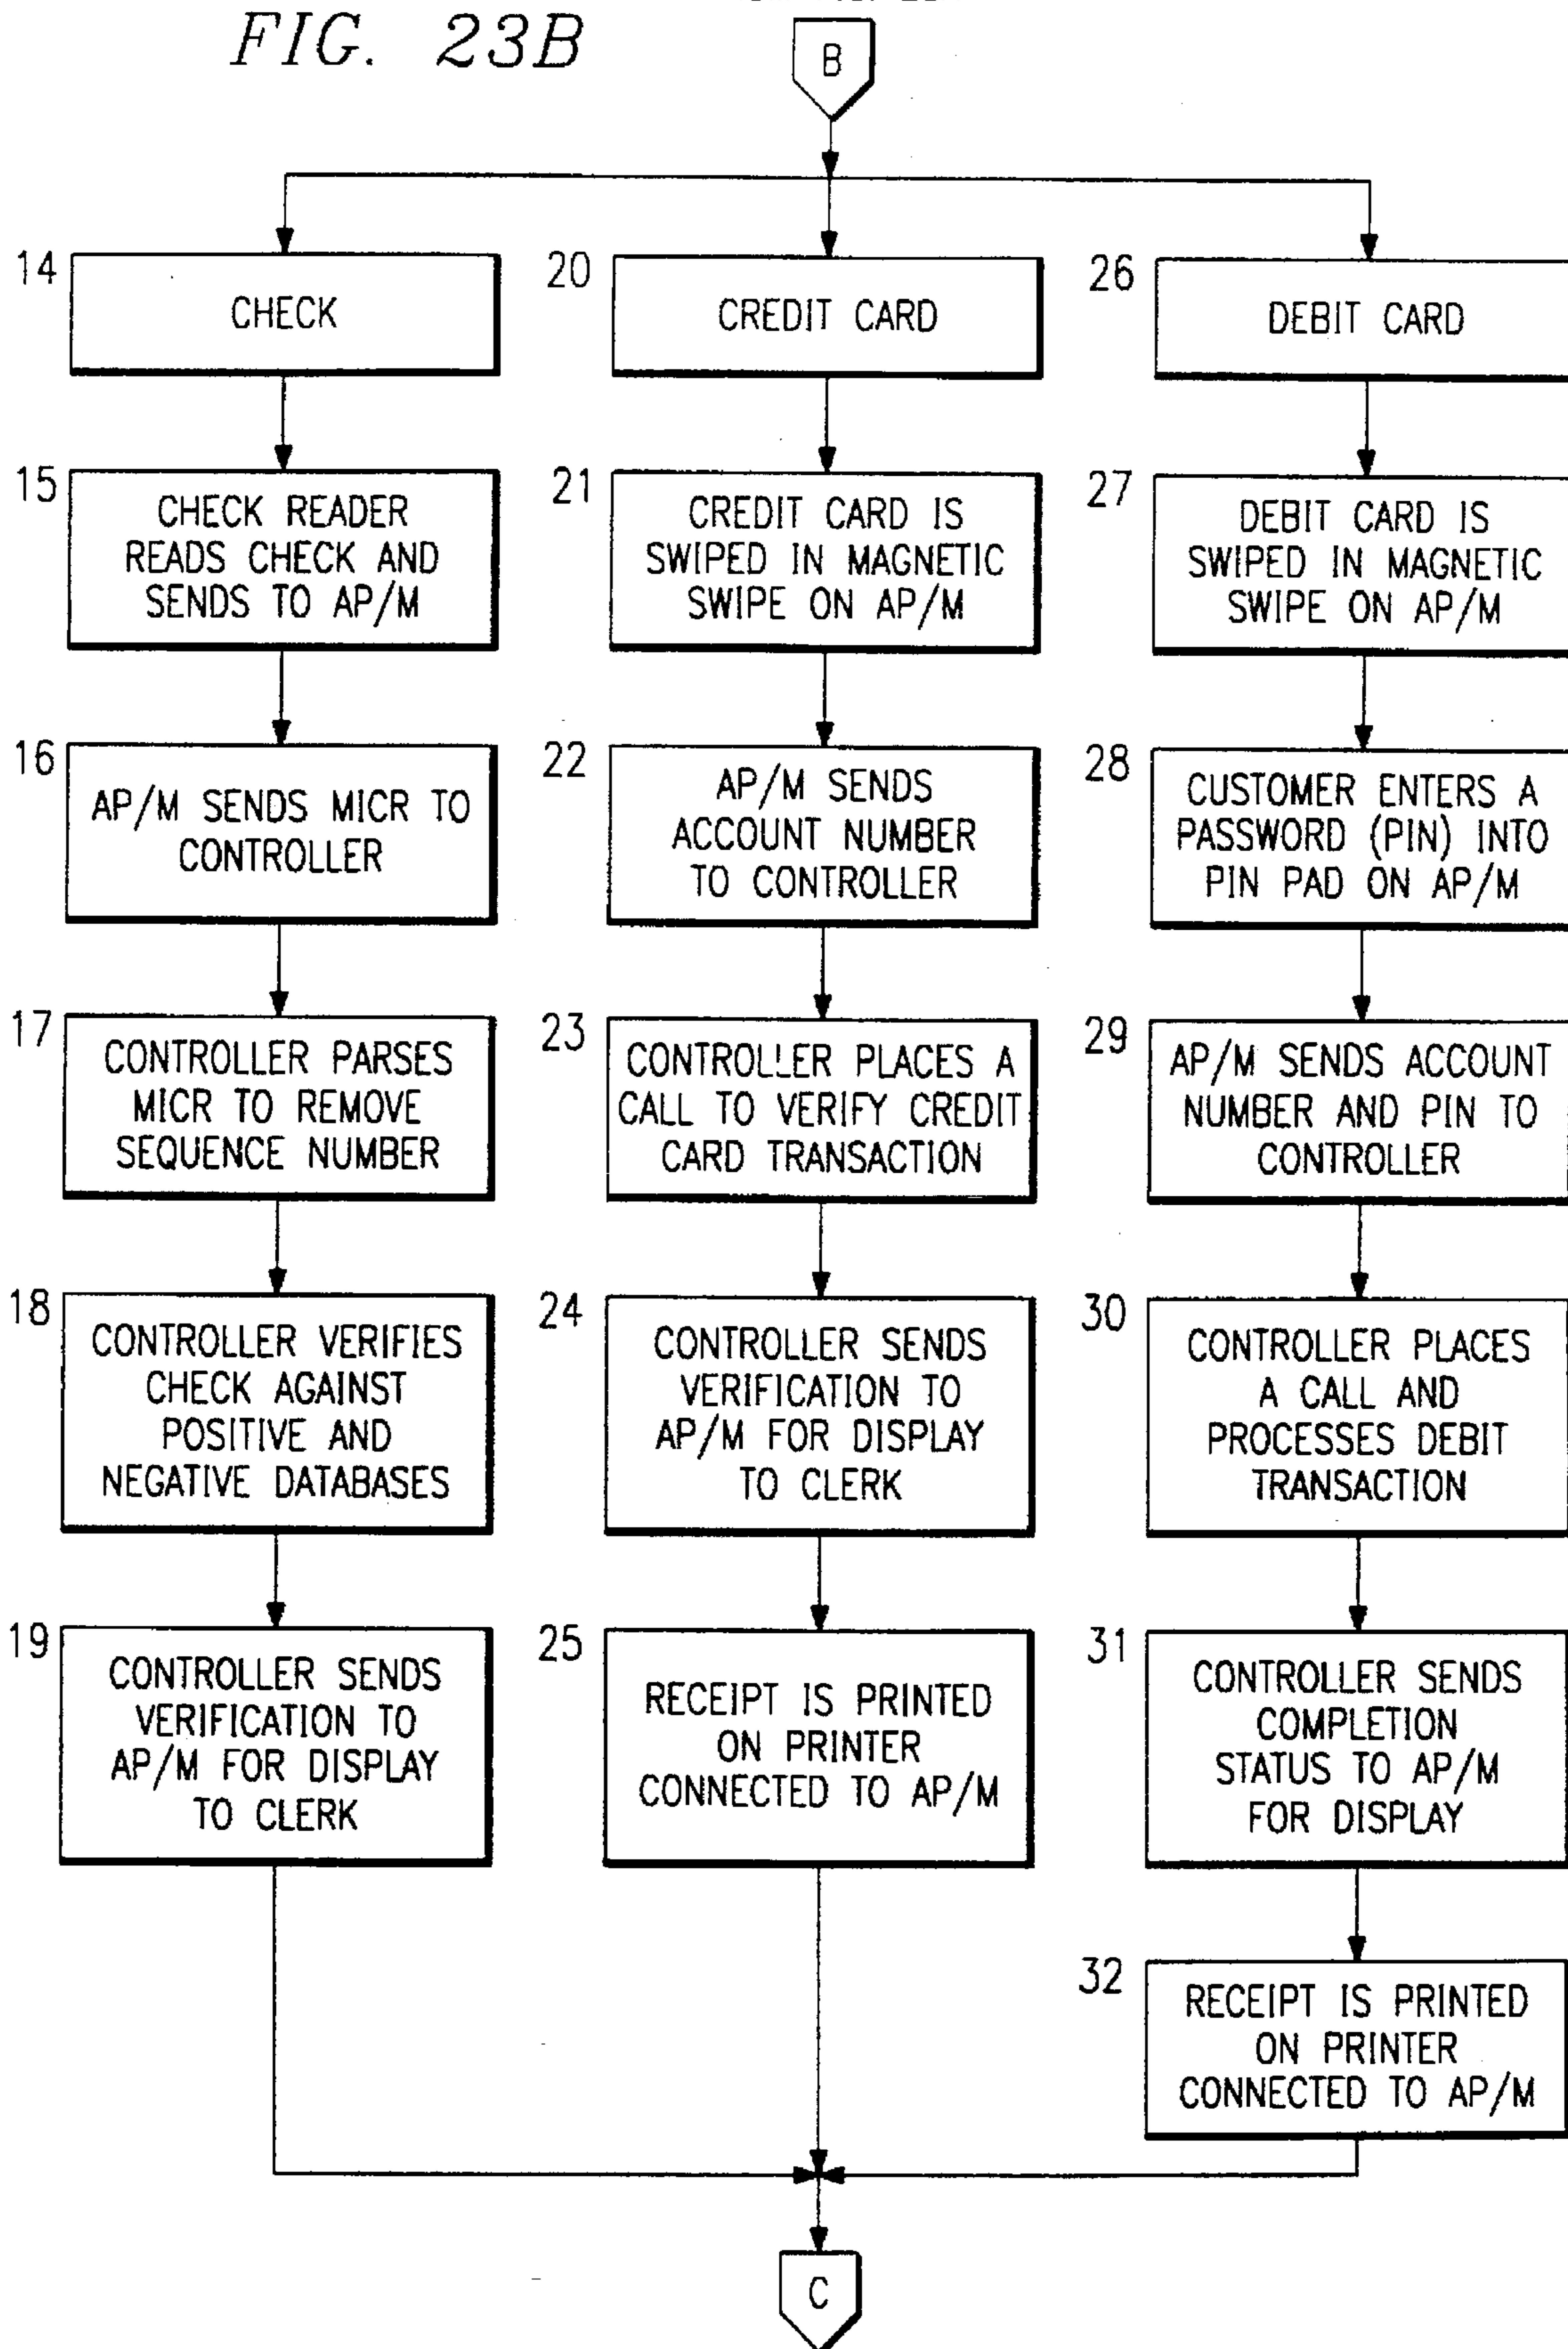 FIG. 23B
B
14
CHECK
15
CHECK READER
READS CHECK AND
SENDS TO AP/M
16
AP/M SENDS MICR TO
CONTROLLER
17
CONTROLLER PARSES
MICR TO REMOVE
SEQUENCE NUMBER
18
CONTROLLER VERIFIES
CHECK AGAINST
POSITIVE AND
NEGATIVE DATABASES
19
CONTROLLER SENDS
VERIFICATION TO
AP/M FOR DISPLAY
TO CLERK
20
CREDIT CARD
21
CREDIT CARD IS
SWIPED IN MAGNETIC
SWIPE ON AP/M
22
AP/M SENDS
ACCOUNT NUMBER
TO CONTROLLER
23
CONTROLLER PLACES A
CALL TO VERIFY CREDIT
CARD TRANSACTION
24
CONTROLLER SENDS
VERIFICATION TO
AP/M FOR DISPLAY
TO CLERK
25
RECEIPT IS PRINTED
ON PRINTER
CONNECTED TO AP/M
26
DEBIT CARD
27
DEBIT CARD IS
SWIPED IN MAGNETIC
SWIPE ON AP/M
28
CUSTOMER ENTERS A
PASSWORD (PIN) INTO
PIN PAD ON AP/M
29
AP/M SENDS ACCOUNT
NUMBER AND PIN TO
CONTROLLER
30
CONTROLLER PLACES
A CALL AND
PROCESSES DEBIT
TRANSACTION
31
CONTROLLER SENDS
COMPLETION
STATUS TO AP/M
FOR DISPLAY
32
RECEIPT IS PRINTED
ON PRINTER
CONNECTED TO AP/M
C